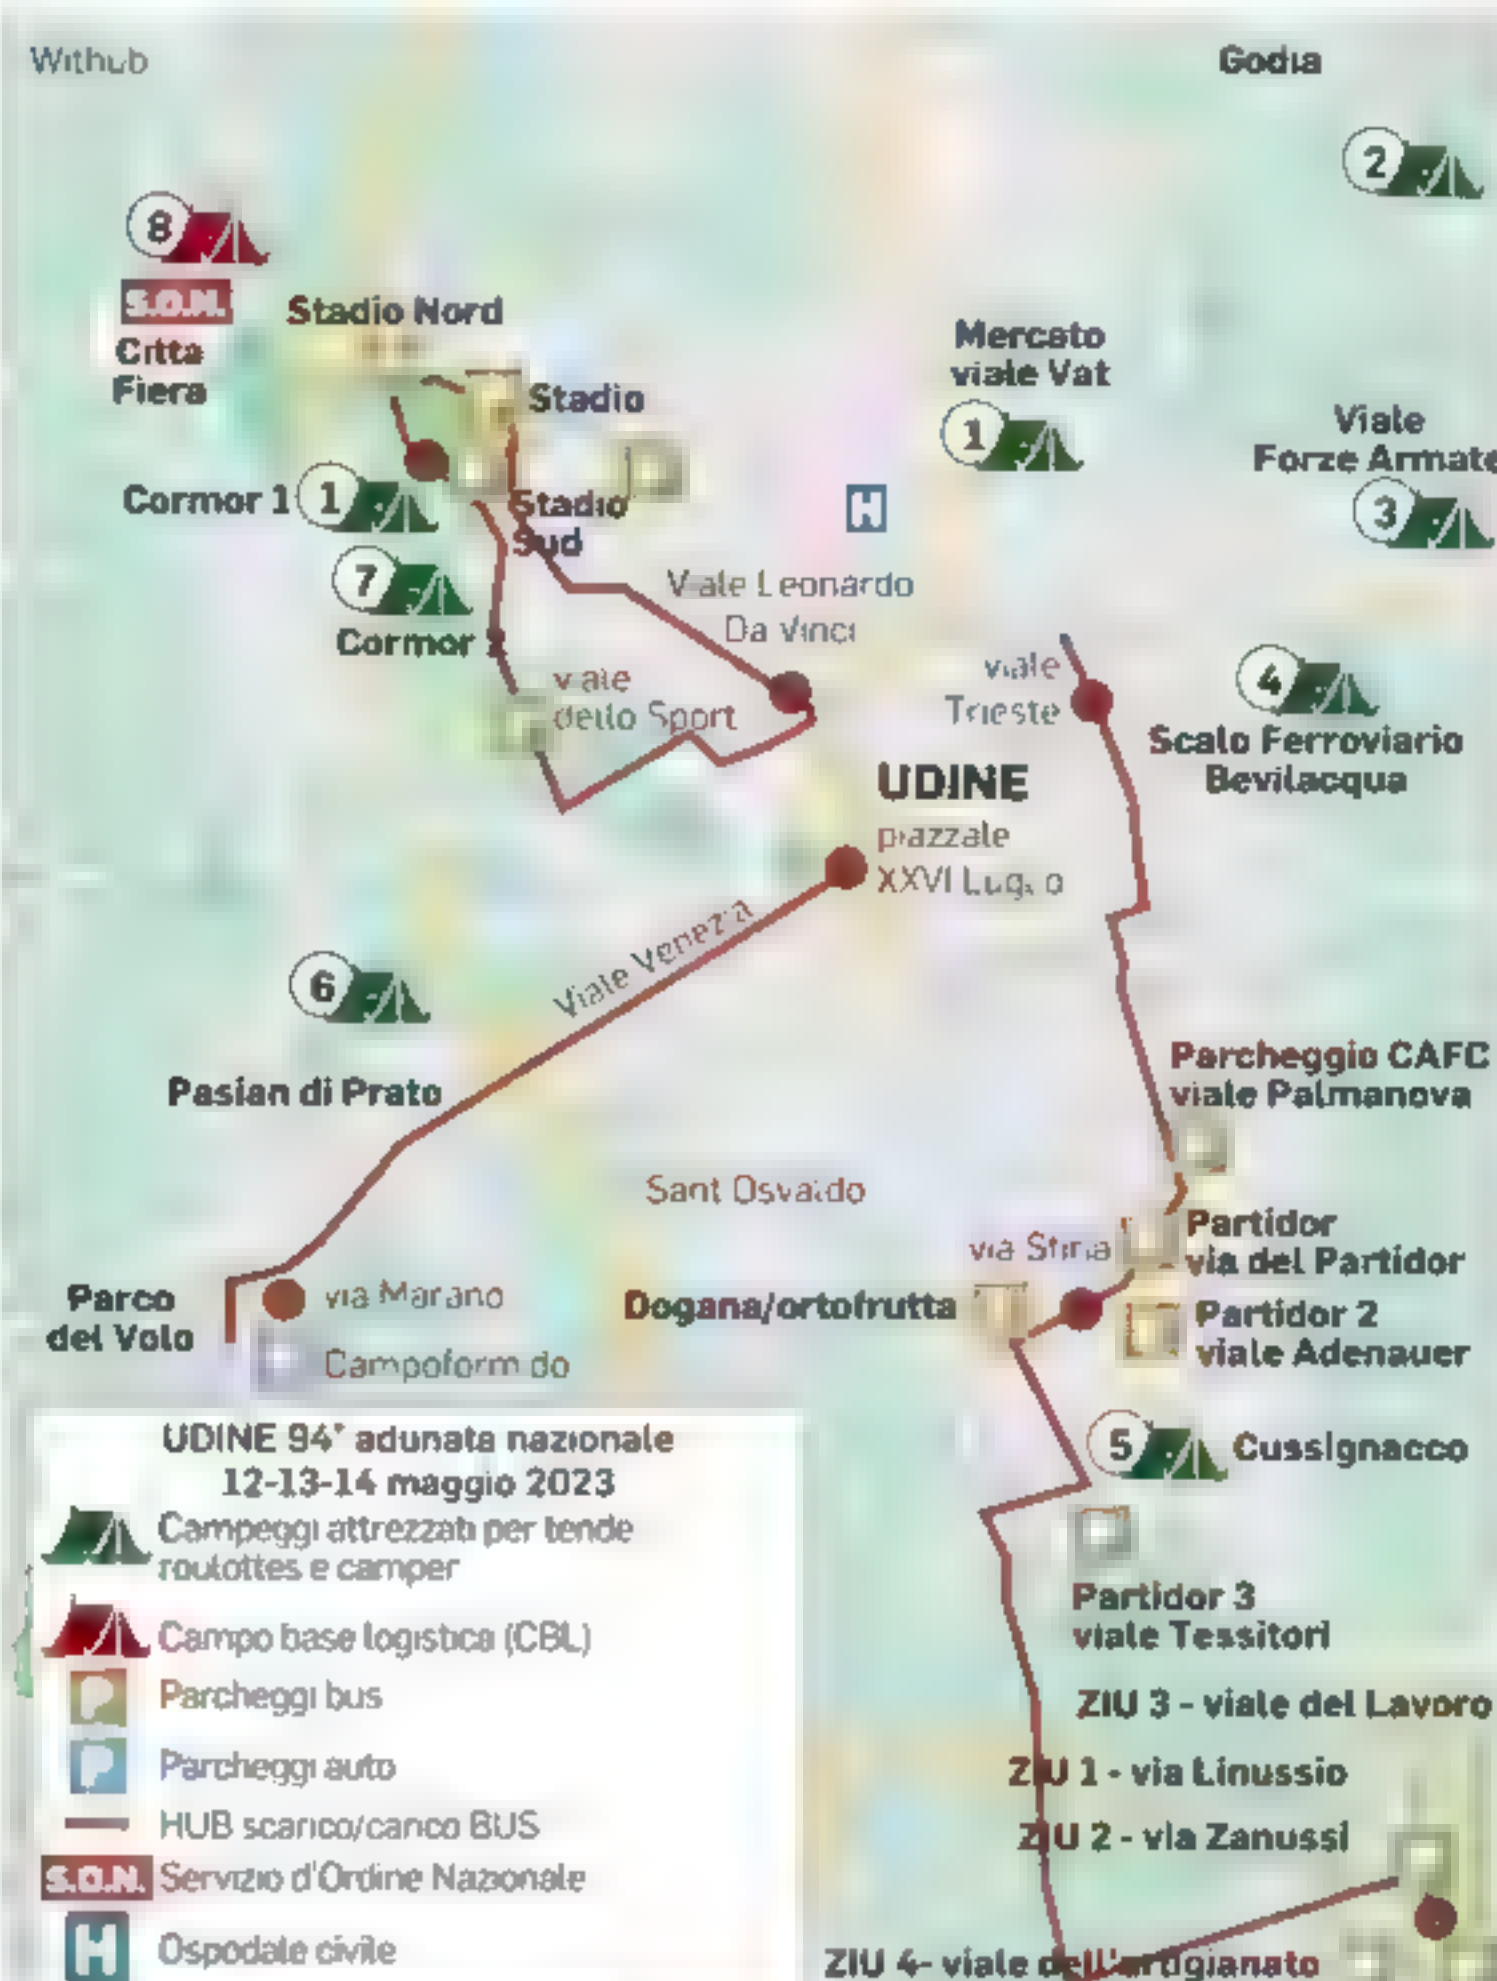 Withub
Godia
2
8
S.O.N.
Citta
Fiera
Stadio Nord
Stadio
Mercato
viale Vat
1
Viale
Forze Armate
3
Cormor 1
1
Stadio
Sud
H
7
Cormor
Viale Leonardo
Da Vinci
viale
dello Sport
viale
Trieste
4
Scalo Ferroviario
Bevilacqua
UDINE
piazzale
XXVI Luglio
Viale Venezia
6
Pasian di Prato
Parcheggio CAFC
viale Palmanova
Sant Osvaldo
via Stiria
Partidor
via del Partidor
Parco
del Volo
via Marano
Campoformido
Dogana/ortofrutta
Partidor 2
viale Adenauer
5
Cussignacco
Partidor 3
viale Tessitori
ZIU 3 - viale del Lavoro
ZIU 1 - via Linussio
ZIU 2 - via Zanussi
ZIU 4- viale dell'artigianato
UDINE 94° adunata nazionale
12-13-14 maggio 2023
Campeggi attrezzati per tende
roulottes e camper
Campo base logistica (CBL)
P Parcheggi bus
P Parcheggi auto
HUB scarico/carico BUS
S.O.N. Servizio d'Ordine Nazionale
H Ospedale civile